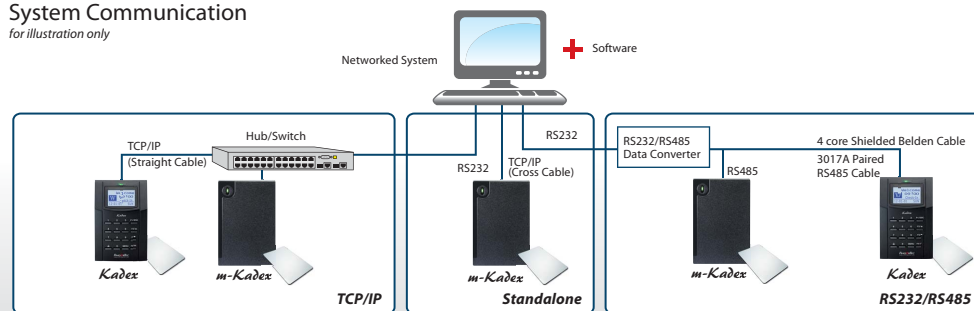 System Communication
for illustration only
Networked System
Software
TCP/IP
(Straight Cable)
Hub/Switch
Kadex
m-Kadex
TCP/IP
RS232
TCP/IP
(Cross Cable)
m-Kadex
Standalone
RS232
RS232/RS485
Data Converter
RS485
4 core Shielded Belden Cable
3017A Paired
RS485 Cable
m-Kadex
Kadex
RS232/RS485